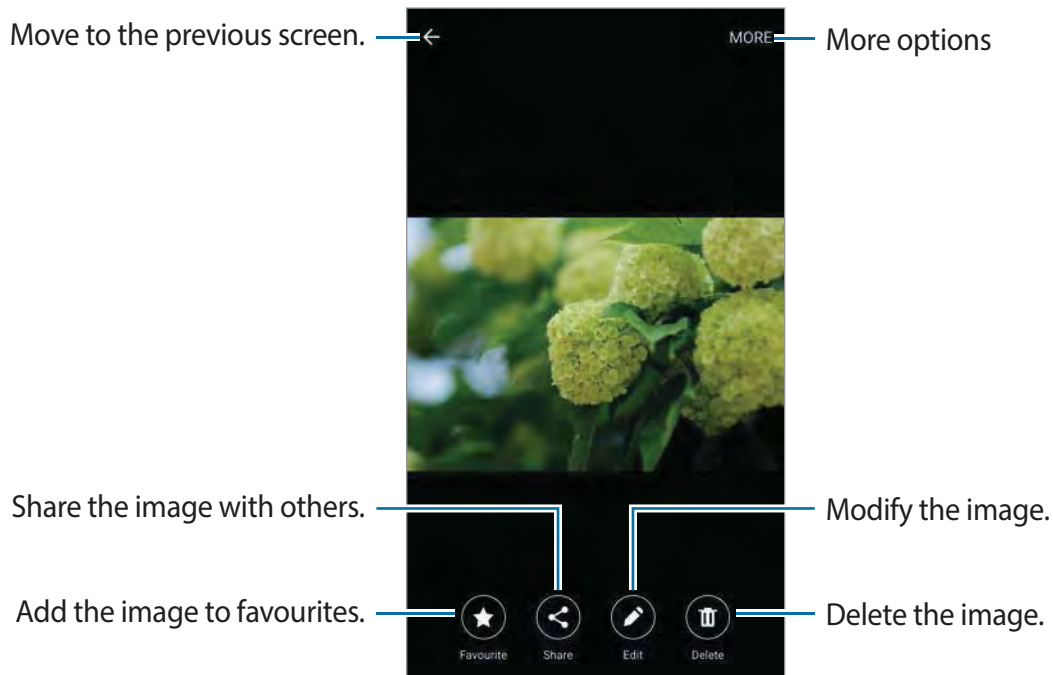 Move to the previous screen.
MORE
More options
Share the image with others.
Modify the image.
Add the image to favourites.
Delete the image.
Favourite
Share
Edit
Delete